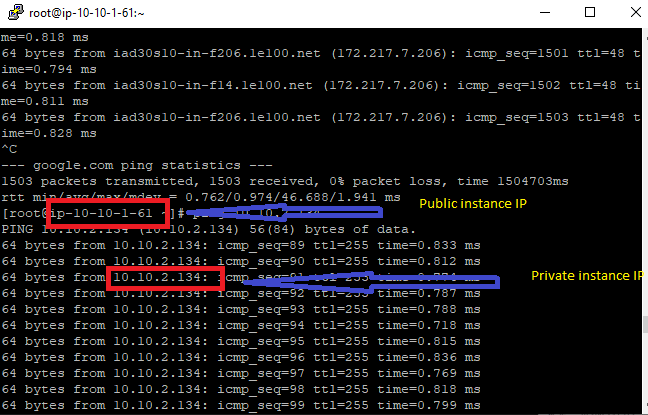 root@ip-10-10-1-61:~
me=0.818 ms
64 bytes from iad30s10-in-f206.1e100.net (172.217.7.206): icmp_seq=1501 ttl=48 t
ime=0.794 ms
64 bytes from iad30s10-in-f14.1e100.net (172.217.7.206): icmp_seq=1502 ttl=48 ti
me=0.811 ms
64 bytes from iad30s10-in-f206.1e100.net (172.217.7.206): icmp_seq=1503 ttl=48 t
ime=0.828 ms
^C
--- google.com ping statistics ---
1503 packets transmitted, 1503 received, 0% packet loss, time 1504703ms
rtt min/avg/max/mdev = 0.762/0.974/46.688/1.941 ms
[root@ip-10-10-1-61 ~]#
Public instance IP
PING 10.10.2.134 (10.10.2.134) 56(84) bytes of data.
64 bytes from 10.10.2.134: icmp_seq=89 ttl=255 time=0.833 ms
64 bytes from 10.10.2.134: icmp_seq=90 ttl=255 time=0.812 ms
64 bytes from 10.10.2.134: icmp_seq=91 ttl=255 time=0.774 ms
Private instance IP
64 bytes from 10.10.2.134: icmp_seq=92 ttl=255 time=0.787 ms
64 bytes from 10.10.2.134: icmp_seq=93 ttl=255 time=0.788 ms
64 bytes from 10.10.2.134: icmp_seq=94 ttl=255 time=0.718 ms
64 bytes from 10.10.2.134: icmp_seq=95 ttl=255 time=0.815 ms
64 bytes from 10.10.2.134: icmp_seq=96 ttl=255 time=0.836 ms
64 bytes from 10.10.2.134: icmp_seq=97 ttl=255 time=0.769 ms
64 bytes from 10.10.2.134: icmp_seq=98 ttl=255 time=0.818 ms
64 bytes from 10.10.2.134: icmp_seq=99 ttl=255 time=0.799 ms